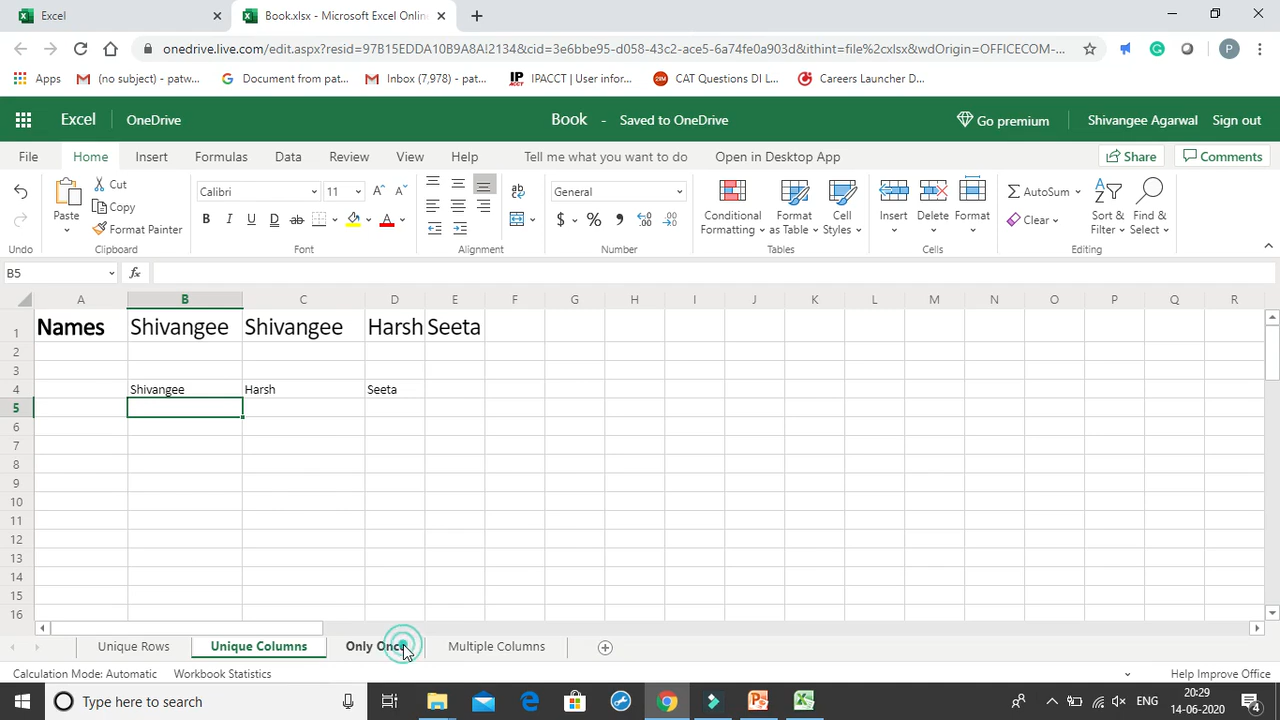 Excel
Book.xlsx - Microsoft Excel Onlin
onedrive.live.com/edit.aspx?resid=97B15EDDA10B9A8A!2134&cid=3e6bbe95-d058-43c2-ace5-0a74fe0a903d&ithint=file%2cxlsx&wdOrigin=OFFICECOM-...
P
Apps
(no subject) - patw...
Document from pat...
Inbox (7,978) - pat...
IPACCT | User infor...
CAT Questions DI L...
Careers Launcher D...
Excel
OneDrive
Book - Saved to OneDrive
Go premium
Shivangee Agarwal
Sign out
File Home Insert Formulas Data Review View Help Tell me what you want to do Open in Desktop App Share Comments
Paste
Cut
Copy
Format Painter
Calibri 11
B I U D ab A
General
$ % 9
Conditional Formatting
Format as Table
Cell Styles
Insert
Delete
Format
AutoSum
Clear
Sort & Filter
Find & Select
Undo Clipboard Font Alignment Number Tables Cells Editing
B5 fx
A B C D E F G H I J K L M N O P Q R
1 Names Shivangee Shivangee Harsh Seeta
2
3
4 Shivangee Harsh Seeta
5
6
7
8
9
10
11
12
13
14
15
16
Unique Rows Unique Columns Only Once Multiple Columns
Calculation Mode: Automatic Workbook Statistics Help Improve Office
Type here to search
ENG
20:29
14-06-2020
4